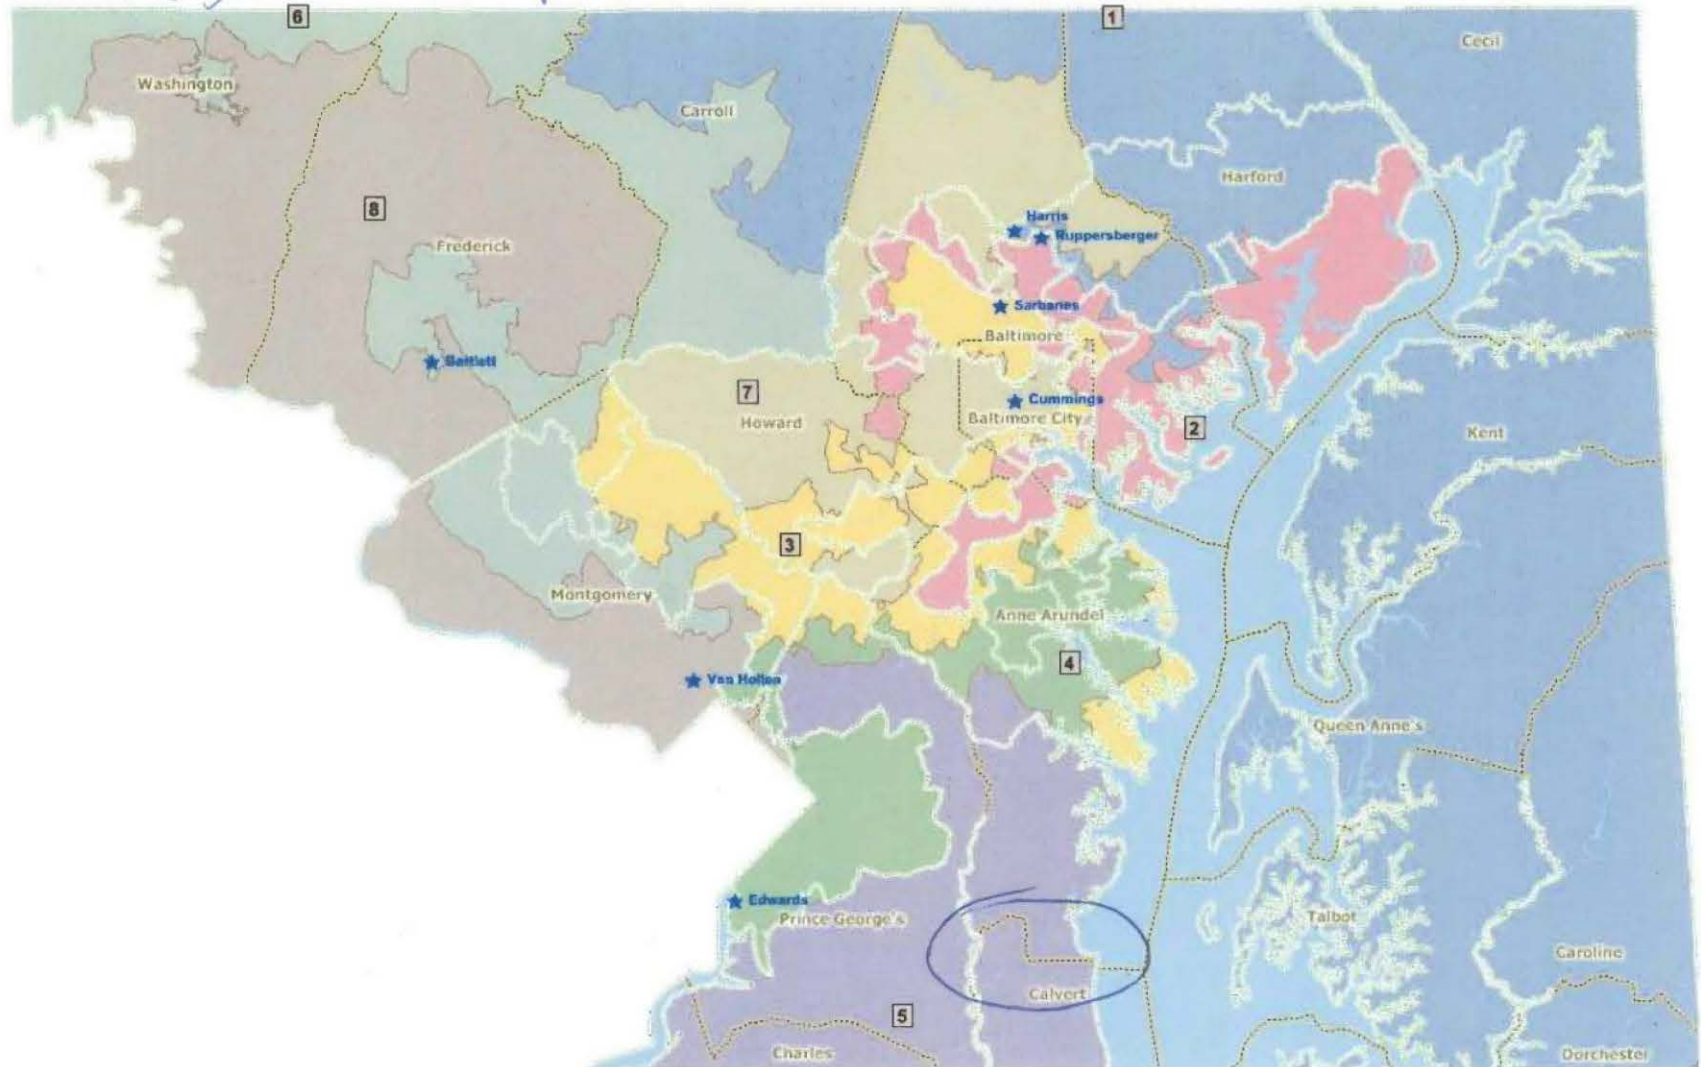 6
1
Cecil
Washington
Carroll
Harford
8
Harris
Ruppersberger
Frederick
Sarbanes
Baltimore
Bartlett
7
Howard
Cummings
Baltimore City
2
Kent
3
Montgomery
Anne Arundel
4
Van Hollen
Queen Anne's
Edwards
Prince George's
Talbot
Caroline
Calvert
5
Charles
Dorchester